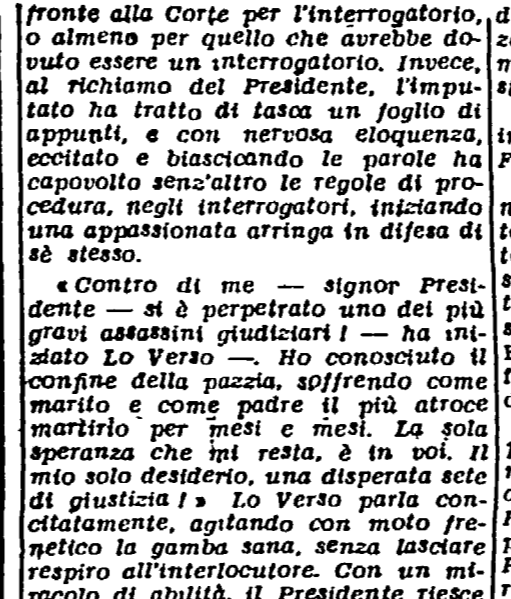 fronte alla Corte per l'interrogatorio,
o almeno per quello che avrebbe do-
vuto essere un interrogatorio. Invece,
al richiamo del Presidente, l'impu-
tato ha tratto di tasca un foglio di
appunti, e con nervosa eloquenza,
eccitato e biascicando le parole ha
capovolto senz'altro le regole di pro-
cedura, negli interrogatori, iniziando
una appassionata arringa in difesa di
sè stesso.
«Contro di me — signor Presi-
dente — si è perpetrato uno dei più
gravi assassini giudiziari! — ha ini-
ziato Lo Verso —. Ho conosciuto il
confine della pazzia, soffrendo come
marito e come padre il più atroce
martirio per mesi e mesi. La sola
speranza che mi resta, è in voi. Il
mio solo desiderio, una disperata sete
di giustizia!» Lo Verso parla con-
citatamente, agitando con moto fre-
netico la gamba sana, senza lasciare
respiro all'interlocutore. Con un mi-
racolo di abilità, il Presidente riesce